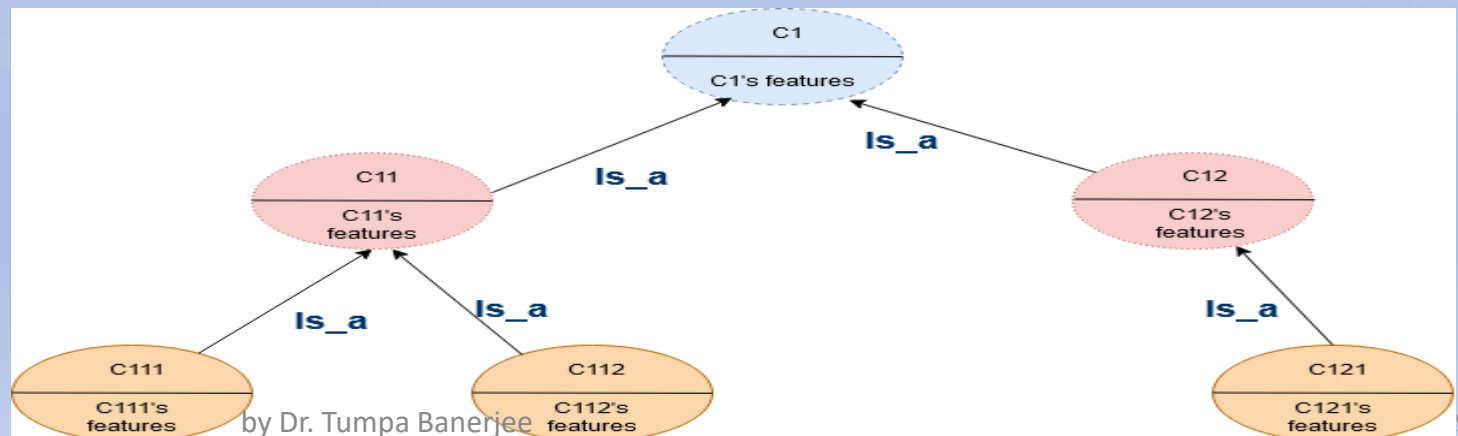 C1
C1's features
Is_a
Is_a
C11
C11's
features
C12
C12's
features
Is_a
Is_a
Is_a
C111
C111's
features
C112
C112's
features
C121
C121's
features
by Dr. Tumpa Banerjee